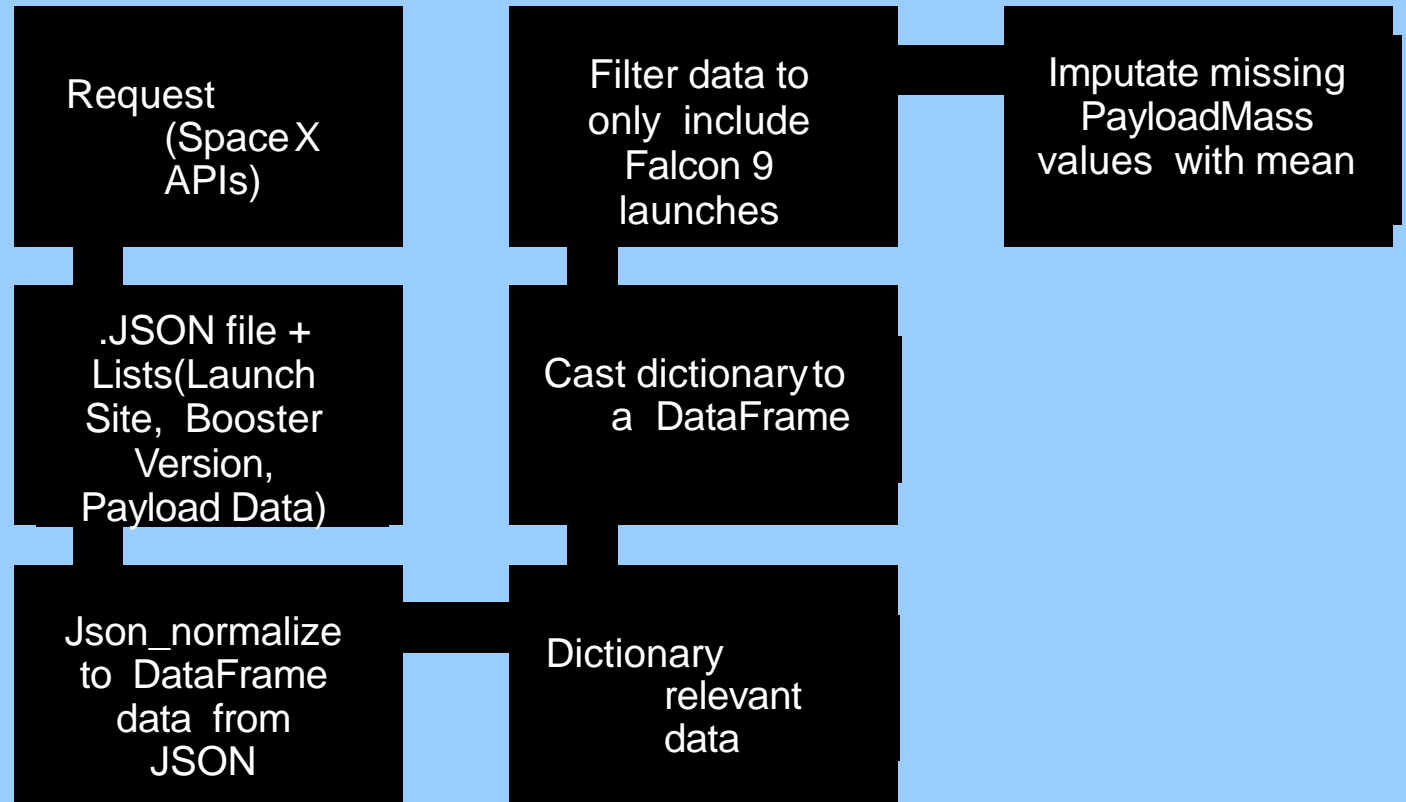 Request
(Space X
APIs)
.JSON file +
Lists(Launch
Site, Booster
Version,
Payload Data)
Json_normalize
to DataFrame
data from
JSON
Dictionary
relevant
data
Cast dictionary to
a DataFrame
Filter data to
only include
Falcon 9
launches
Imputate missing
PayloadMass
values with mean